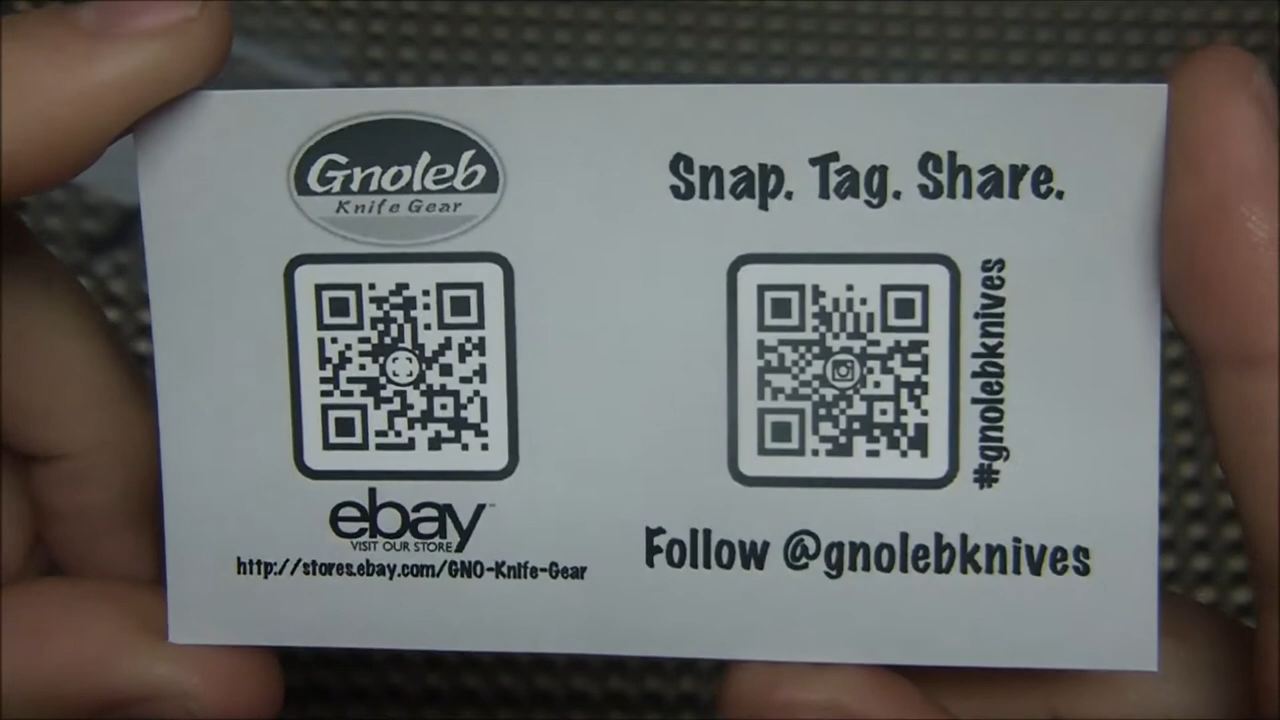 Gnoleb
Knife Gear
ebay™
VISIT OUR STORE
http://stores.ebay.com/GNO-Knife-Gear
Snap. Tag. Share.
#gnolebknives
Follow @gnolebknives